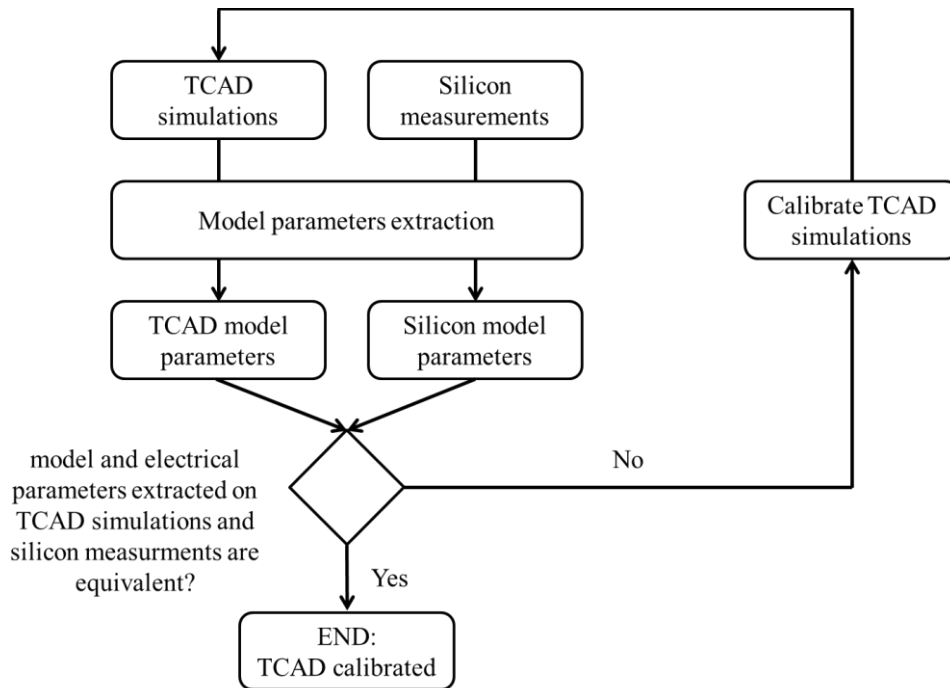 TCAD
simulations
Silicon
measurements
Model parameters extraction
Calibrate TCAD
simulations
TCAD model
parameters
Silicon model
parameters
model and electrical
parameters extracted on
TCAD simulations and
silicon measurments are
equivalent?
No
Yes
END:
TCAD calibrated